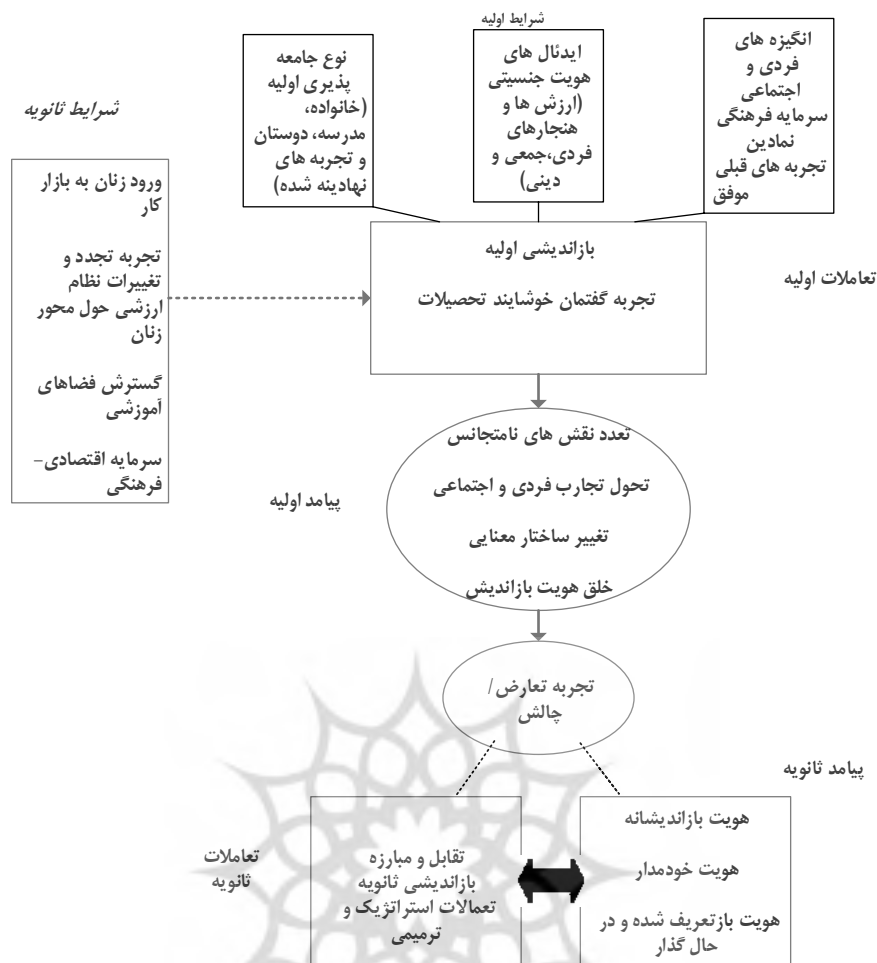 شرایط اولیه
انگیزه های
فردی و
اجتماعی
سرمایه فرهنگی
نمادین
تجربه های قبلی
موفق
ایدئال های
هویت جنسیتی
(ارزش ها و
هنجارهای
فردی،جمعی و
دینی)
نوع جامعه
پذیری اولیه
(خانواده،
مدرسه، دوستان
و تجربه های
نهادینه شده)
شرایط ثانویه
ورود زنان به بازار
کار
تجربه تجدد و
تغییرات نظام
ارزشی حول محور
زنان
گسترش فضاهای
آموزشی
سرمایه اقتصادی-
فرهنگی
تعاملات اولیه
بازاندیشی اولیه
تجربه گفتمان خوشایند تحصیلات
پیامد اولیه
تعدد نقش های نامتجانس
تحول تجارب فردی و اجتماعی
تغییر ساختار معنایی
خلق هویت بازاندیش
تجربه تعارض/
چالش
پیامد ثانویه
هویت بازاندیشانه
هویت خودمدار
هویت بازتعریف شده و در
حال گذار
تقابل و مبارزه
بازاندیشی ثانویه
تعمالات استراتژیک و
ترمیمی
تعاملات
ثانویه